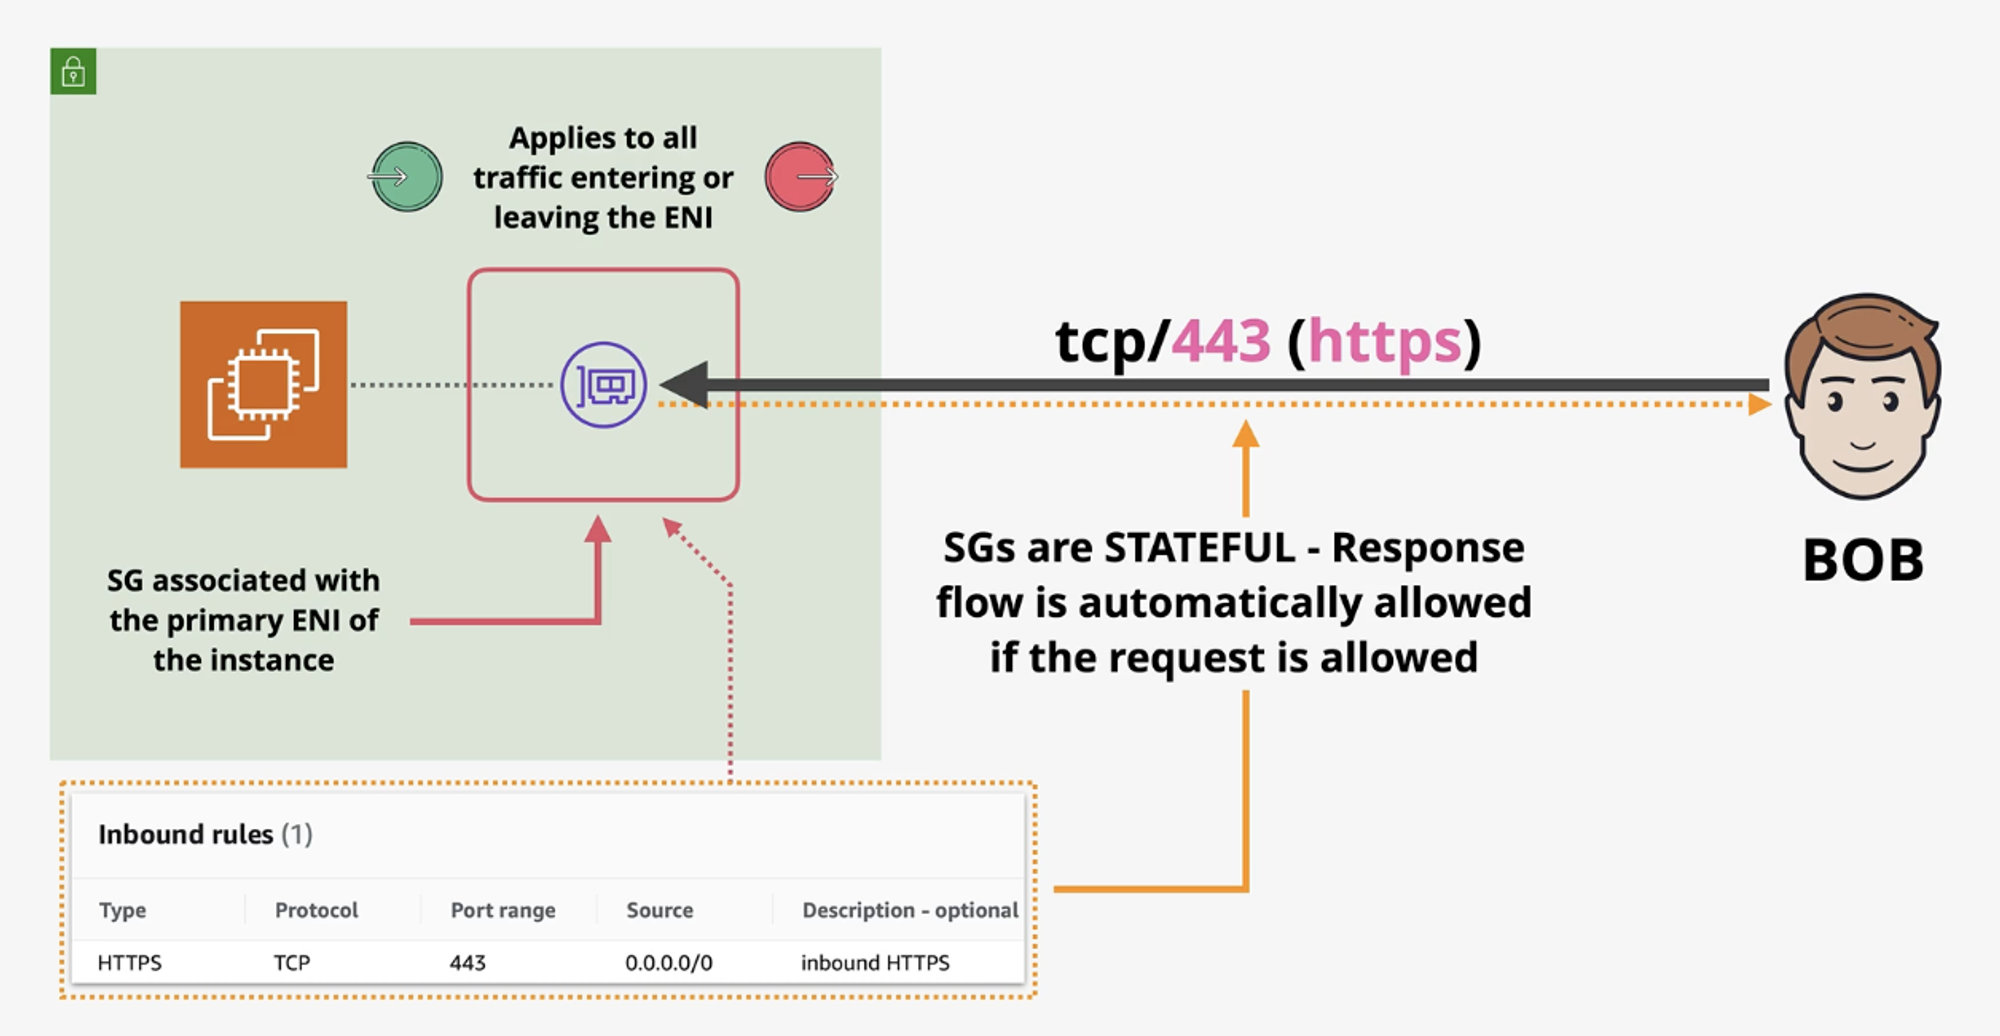 Applies to all
traffic entering or
leaving the ENI
tcp/443 (https)
BOB
SGs are STATEFUL - Response
flow is automatically allowed
if the request is allowed
SG associated with
the primary ENI of
the instance
Inbound rules (1)
Type Protocol Port range Source Description - optional
HTTPS TCP 443 0.0.0.0/0 inbound HTTPS